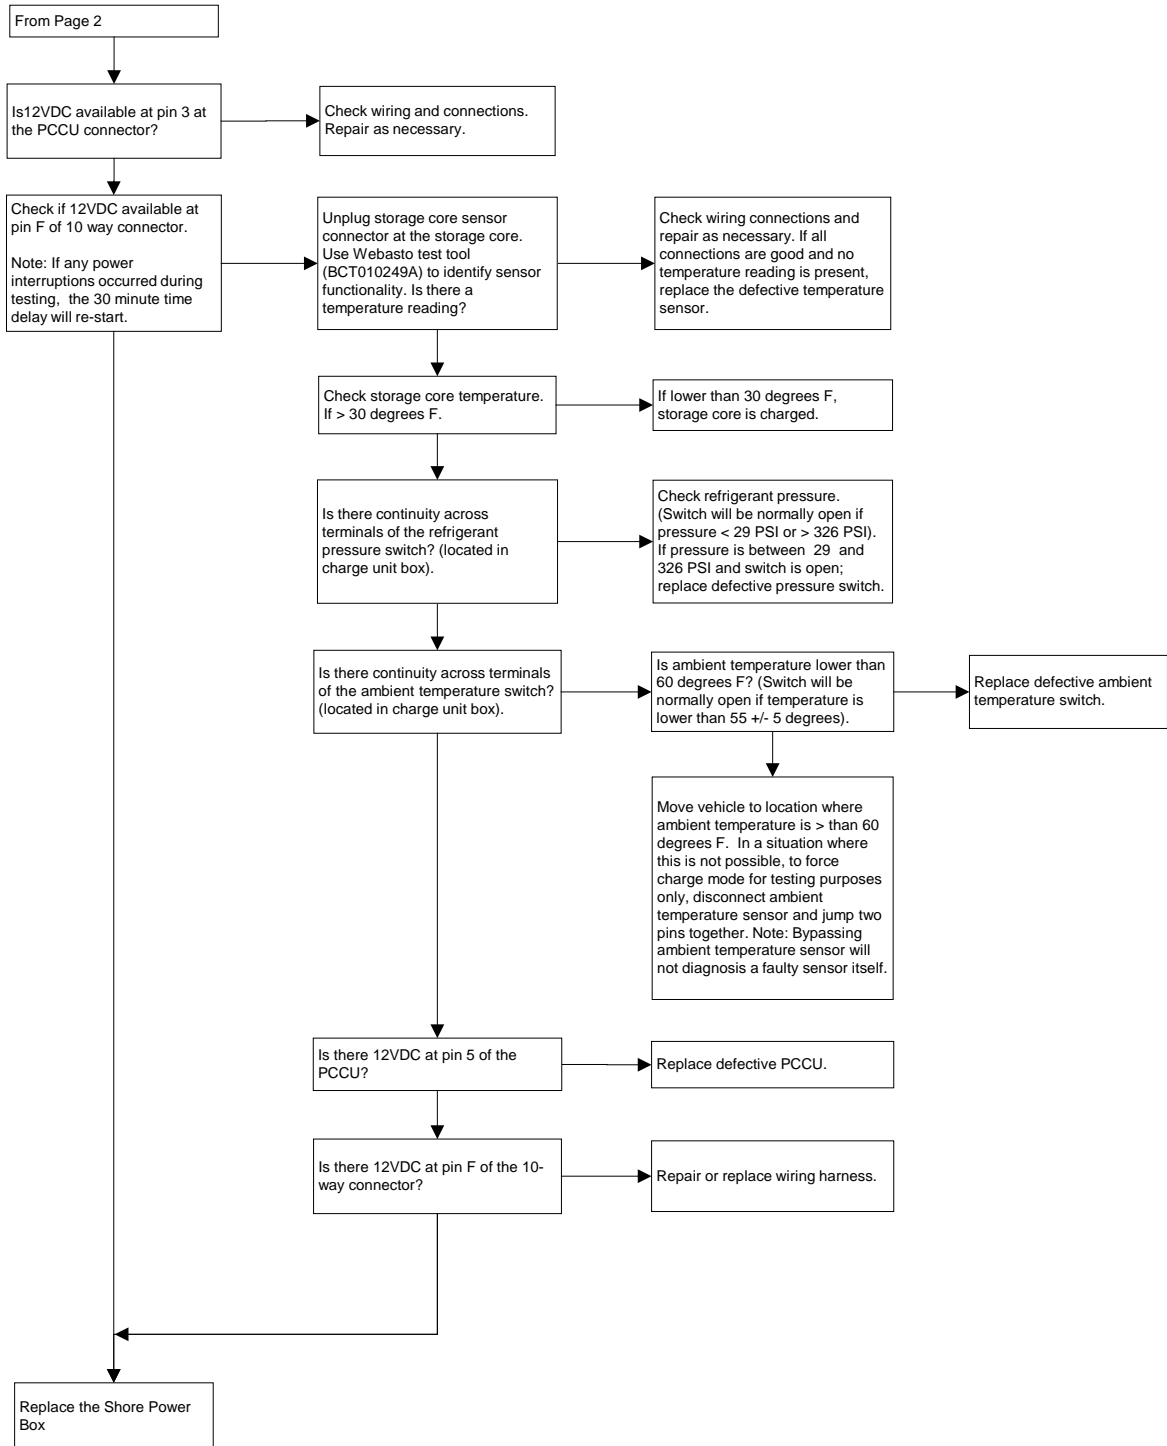 From Page 2
Is12VDC available at pin 3 at
the PCCU connector?
Check wiring and connections.
Repair as necessary.
Check if 12VDC available at
pin F of 10 way connector.
Note: If any power
interruptions occurred during
testing,  the 30 minute time
delay will re-start.
Unplug storage core sensor
connector at the storage core.
Use Webasto test tool
(BCT010249A) to identify sensor
functionality. Is there a
temperature reading?
Check wiring connections and
repair as necessary. If all
connections are good and no
temperature reading is present,
replace the defective temperature
sensor.
Check storage core temperature.
If > 30 degrees F.
If lower than 30 degrees F,
storage core is charged.
Is there continuity across
terminals of the refrigerant
pressure switch? (located in
charge unit box).
Check refrigerant pressure.
(Switch will be normally open if
pressure < 29 PSI or > 326 PSI).
If pressure is between  29  and
326 PSI and switch is open;
replace defective pressure switch.
Is there continuity across terminals
of the ambient temperature switch?
(located in charge unit box).
Is ambient temperature lower than
60 degrees F? (Switch will be
normally open if temperature is
lower than 55 +/- 5 degrees).
Replace defective ambient
temperature switch.
Move vehicle to location where
ambient temperature is > than 60
degrees F.  In a situation where
this is not possible, to force
charge mode for testing purposes
only, disconnect ambient
temperature sensor and jump two
pins together. Note: Bypassing
ambient temperature sensor will
not diagnosis a faulty sensor itself.
Is there 12VDC at pin 5 of the
PCCU?
Replace defective PCCU.
Is there 12VDC at pin F of the 10-
way connector?
Repair or replace wiring harness.
Replace the Shore Power
Box